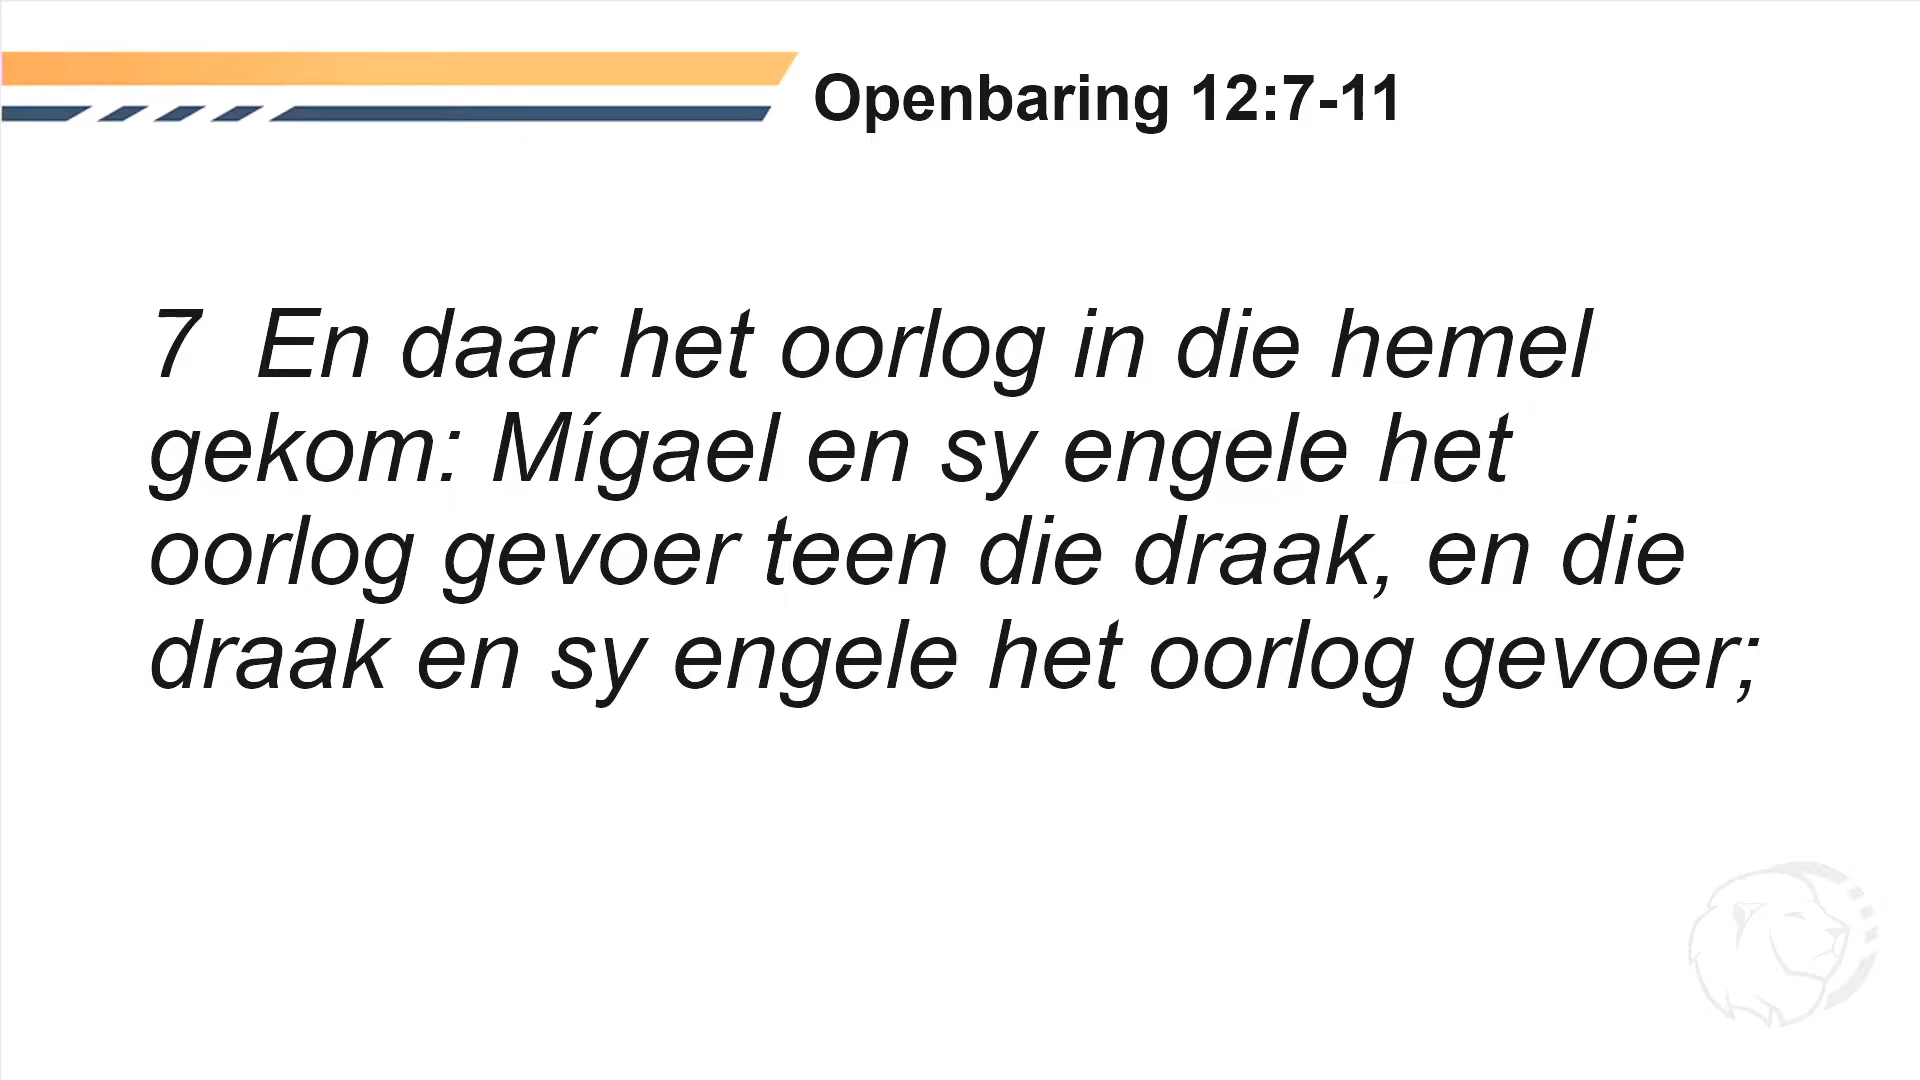 Openbaring 12:7-11
7  En daar het oorlog in die hemel
gekom: Mígael en sy engele het
oorlog gevoer teen die draak, en die
draak en sy engele het oorlog gevoer;